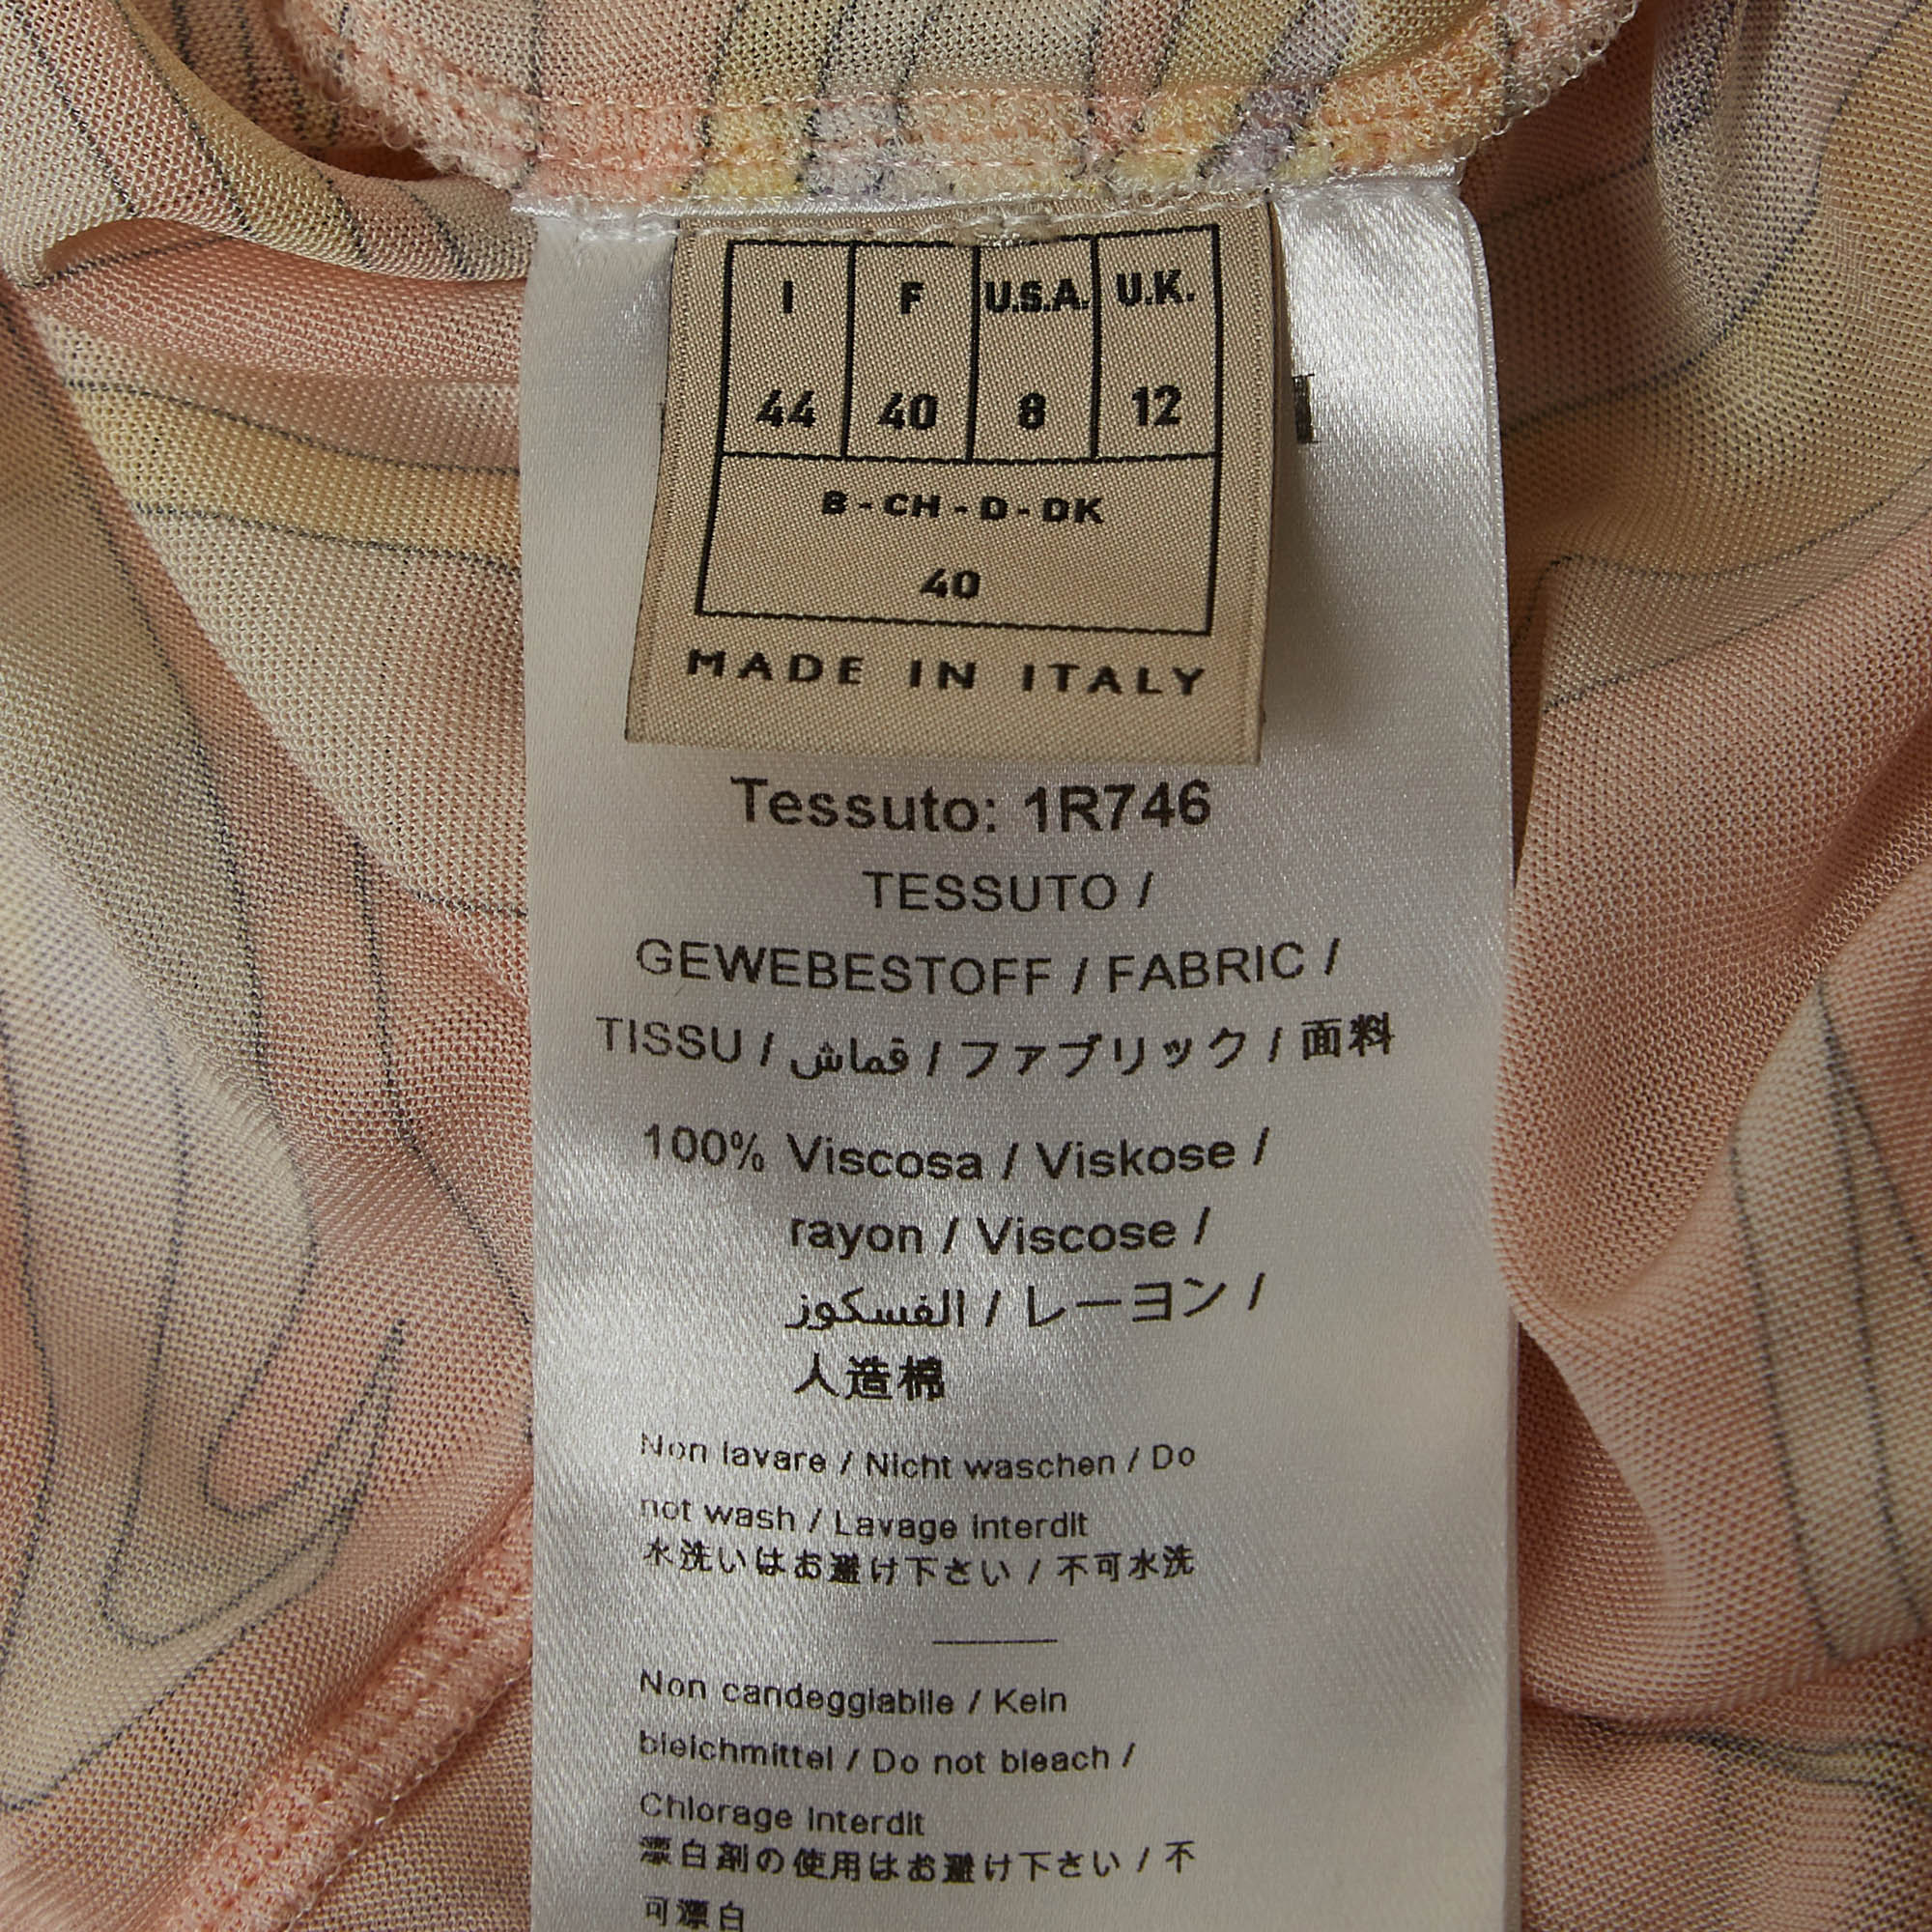 I F U.S.A. U.K.
44 40 8 12
B - CH - D - DK
40
MADE IN ITALY
Tessuto: 1R746
TESSUTO /
GEWEBESTOFF / FABRIC /
TISSU / قماش / ファブリック / 面料
100% Viscosa / Viskose /
rayon / Viscose /
الفسكوز / レーヨン /
人造棉
Non lavare / Nicht waschen / Do
not wash / Lavage interdit
水洗いはお避け下さい / 不可水洗
Non candeggiabile / Kein
bleichmittel / Do not bleach /
Chlorage interdit
漂白剤の使用はお避け下さい / 不
可漂白